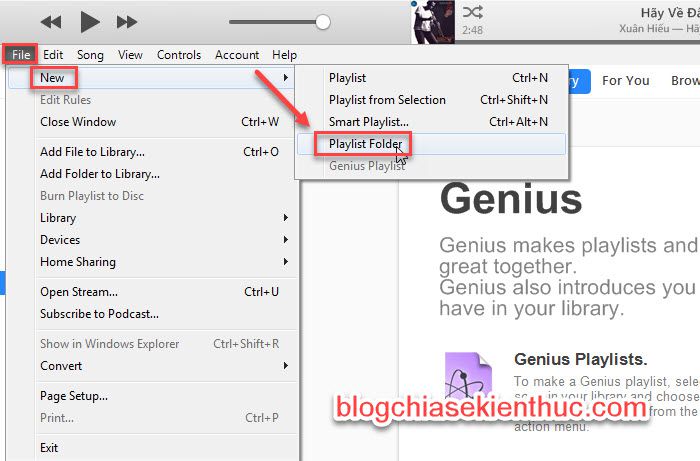 Hãy Về Đâ
2:48
Xuân Hiếu — Hã
File Edit Song View Controls Account Help
New
Edit Rules
Close Window Ctrl+W
Add File to Library... Ctrl+O
Add Folder to Library...
Burn Playlist to Disc
Library
Devices
Home Sharing
Open Stream... Ctrl+U
Subscribe to Podcast...
Show in Windows Explorer Ctrl+Shift+R
Convert
Page Setup...
Print... Ctrl+P
Exit
Playlist Ctrl+N
Playlist from Selection Ctrl+Shift+N
Smart Playlist... Ctrl+Alt+N
Playlist Folder
Genius Playlist
ry For You Brow
Genius
Genius makes playlists and
great together.
Genius also introduces you
have in your library.
Genius Playlists.
To make a Genius playlist, selec
in your library and choose
from the
action menu.
blogchiasekienthuc.com